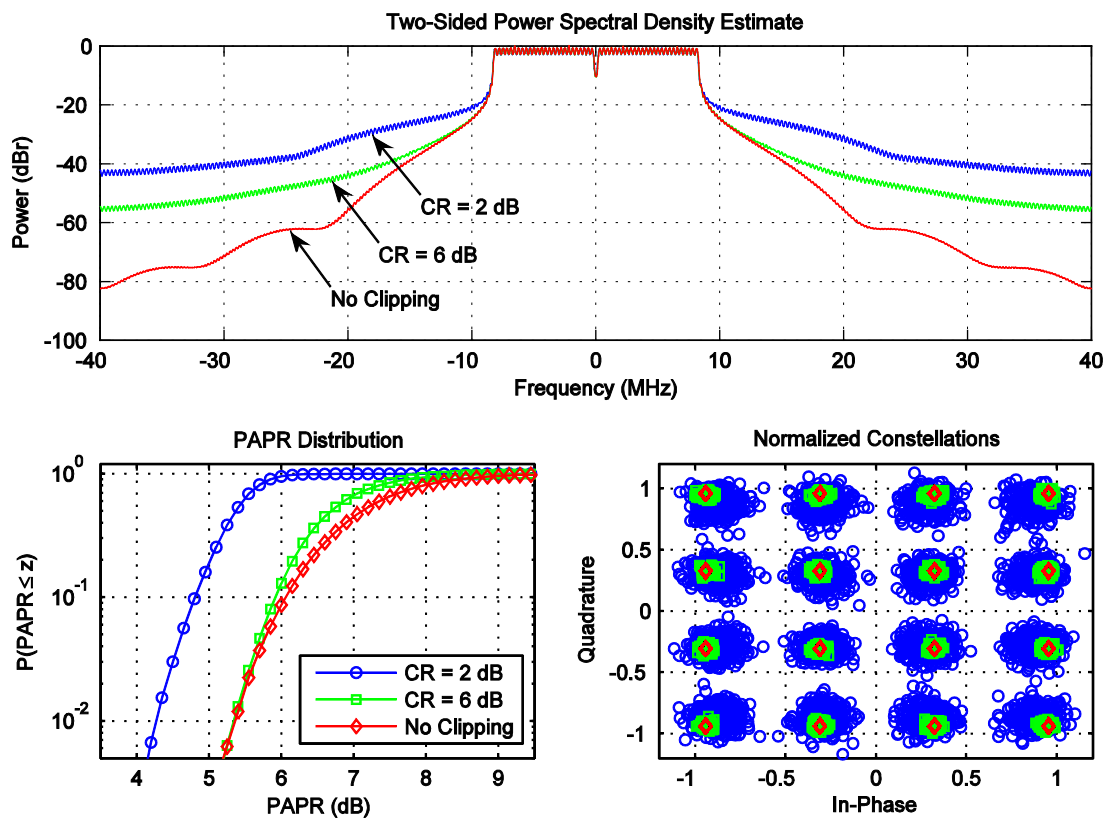 Two-Sided Power Spectral Density Estimate
0
-20
-40
-60
-80
-100
Power (dBr)
CR = 2 dB
CR = 6 dB
No Clipping
-40 -30 -20 -10 0 10 20 30 40
Frequency (MHz)
PAPR Distribution
10^0
10^-1
10^-2
P(PAPR ≤ z)
CR = 2 dB
CR = 6 dB
No Clipping
4 5 6 7 8 9
PAPR (dB)
Normalized Constellations
1
0.5
0
-0.5
-1
Quadrature
-1 -0.5 0 0.5 1
In-Phase